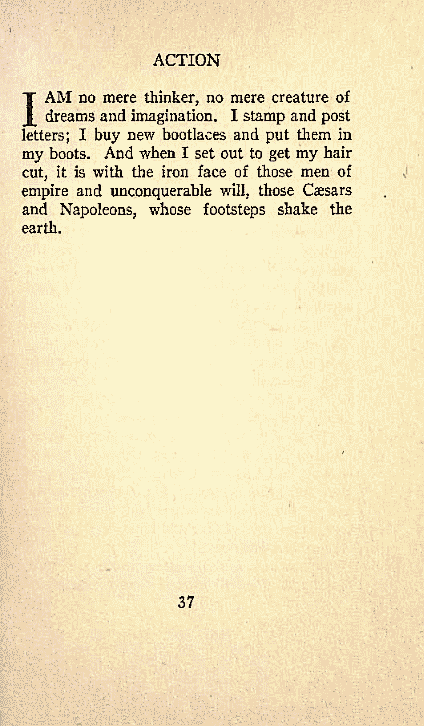 ACTION
I AM no mere thinker, no mere creature of
dreams and imagination. I stamp and post
letters; I buy new bootlaces and put them in
my boots. And when I set out to get my hair
cut, it is with the iron face of those men of
empire and unconquerable will, those Cæsars
and Napoleons, whose footsteps shake the
earth.
37